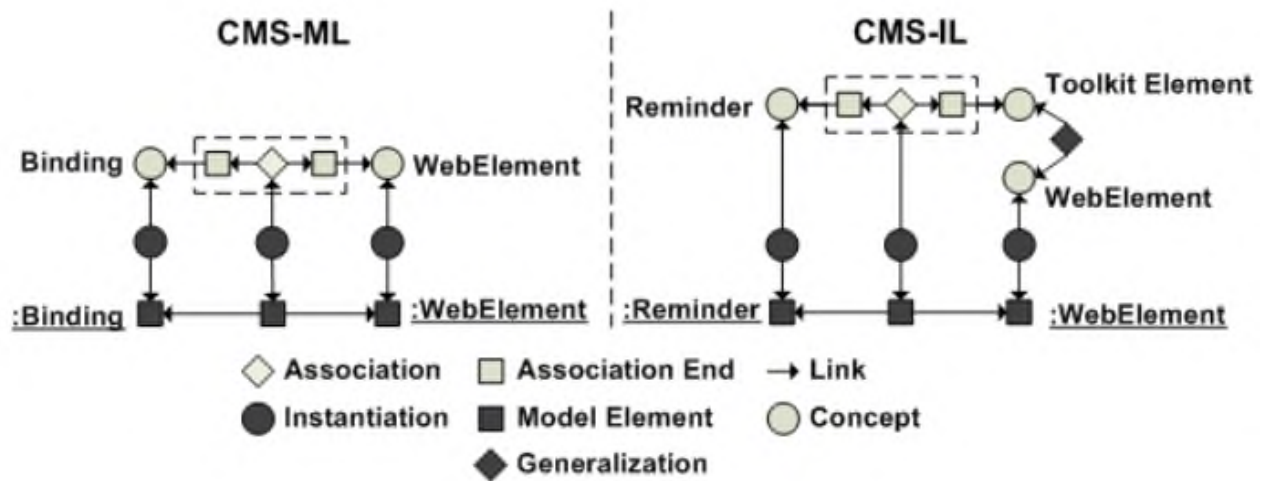 CMS-ML
CMS-IL
Binding
WebElement
:Binding
:WebElement
Reminder
Toolkit Element
WebElement
:Reminder
:WebElement
Association
Association End
Link
Instantiation
Model Element
Concept
Generalization